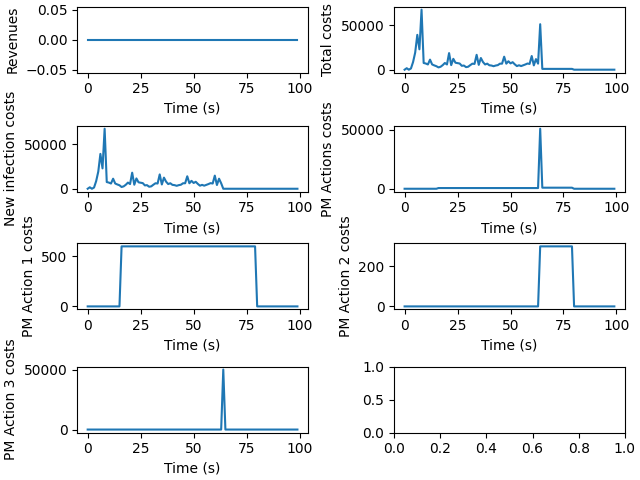 Revenues
0.05
0.00
−0.05
0 25 50 75 100
Time (s)
Total costs
50000
0
0 25 50 75 100
Time (s)
New infection costs
50000
0
0 25 50 75 100
Time (s)
PM Actions costs
50000
0
0 25 50 75 100
Time (s)
PM Action 1 costs
500
0
0 25 50 75 100
Time (s)
PM Action 2 costs
200
0
0 25 50 75 100
Time (s)
PM Action 3 costs
50000
0
0 25 50 75 100
Time (s)
1.0
0.5
0.0
0.0 0.2 0.4 0.6 0.8 1.0